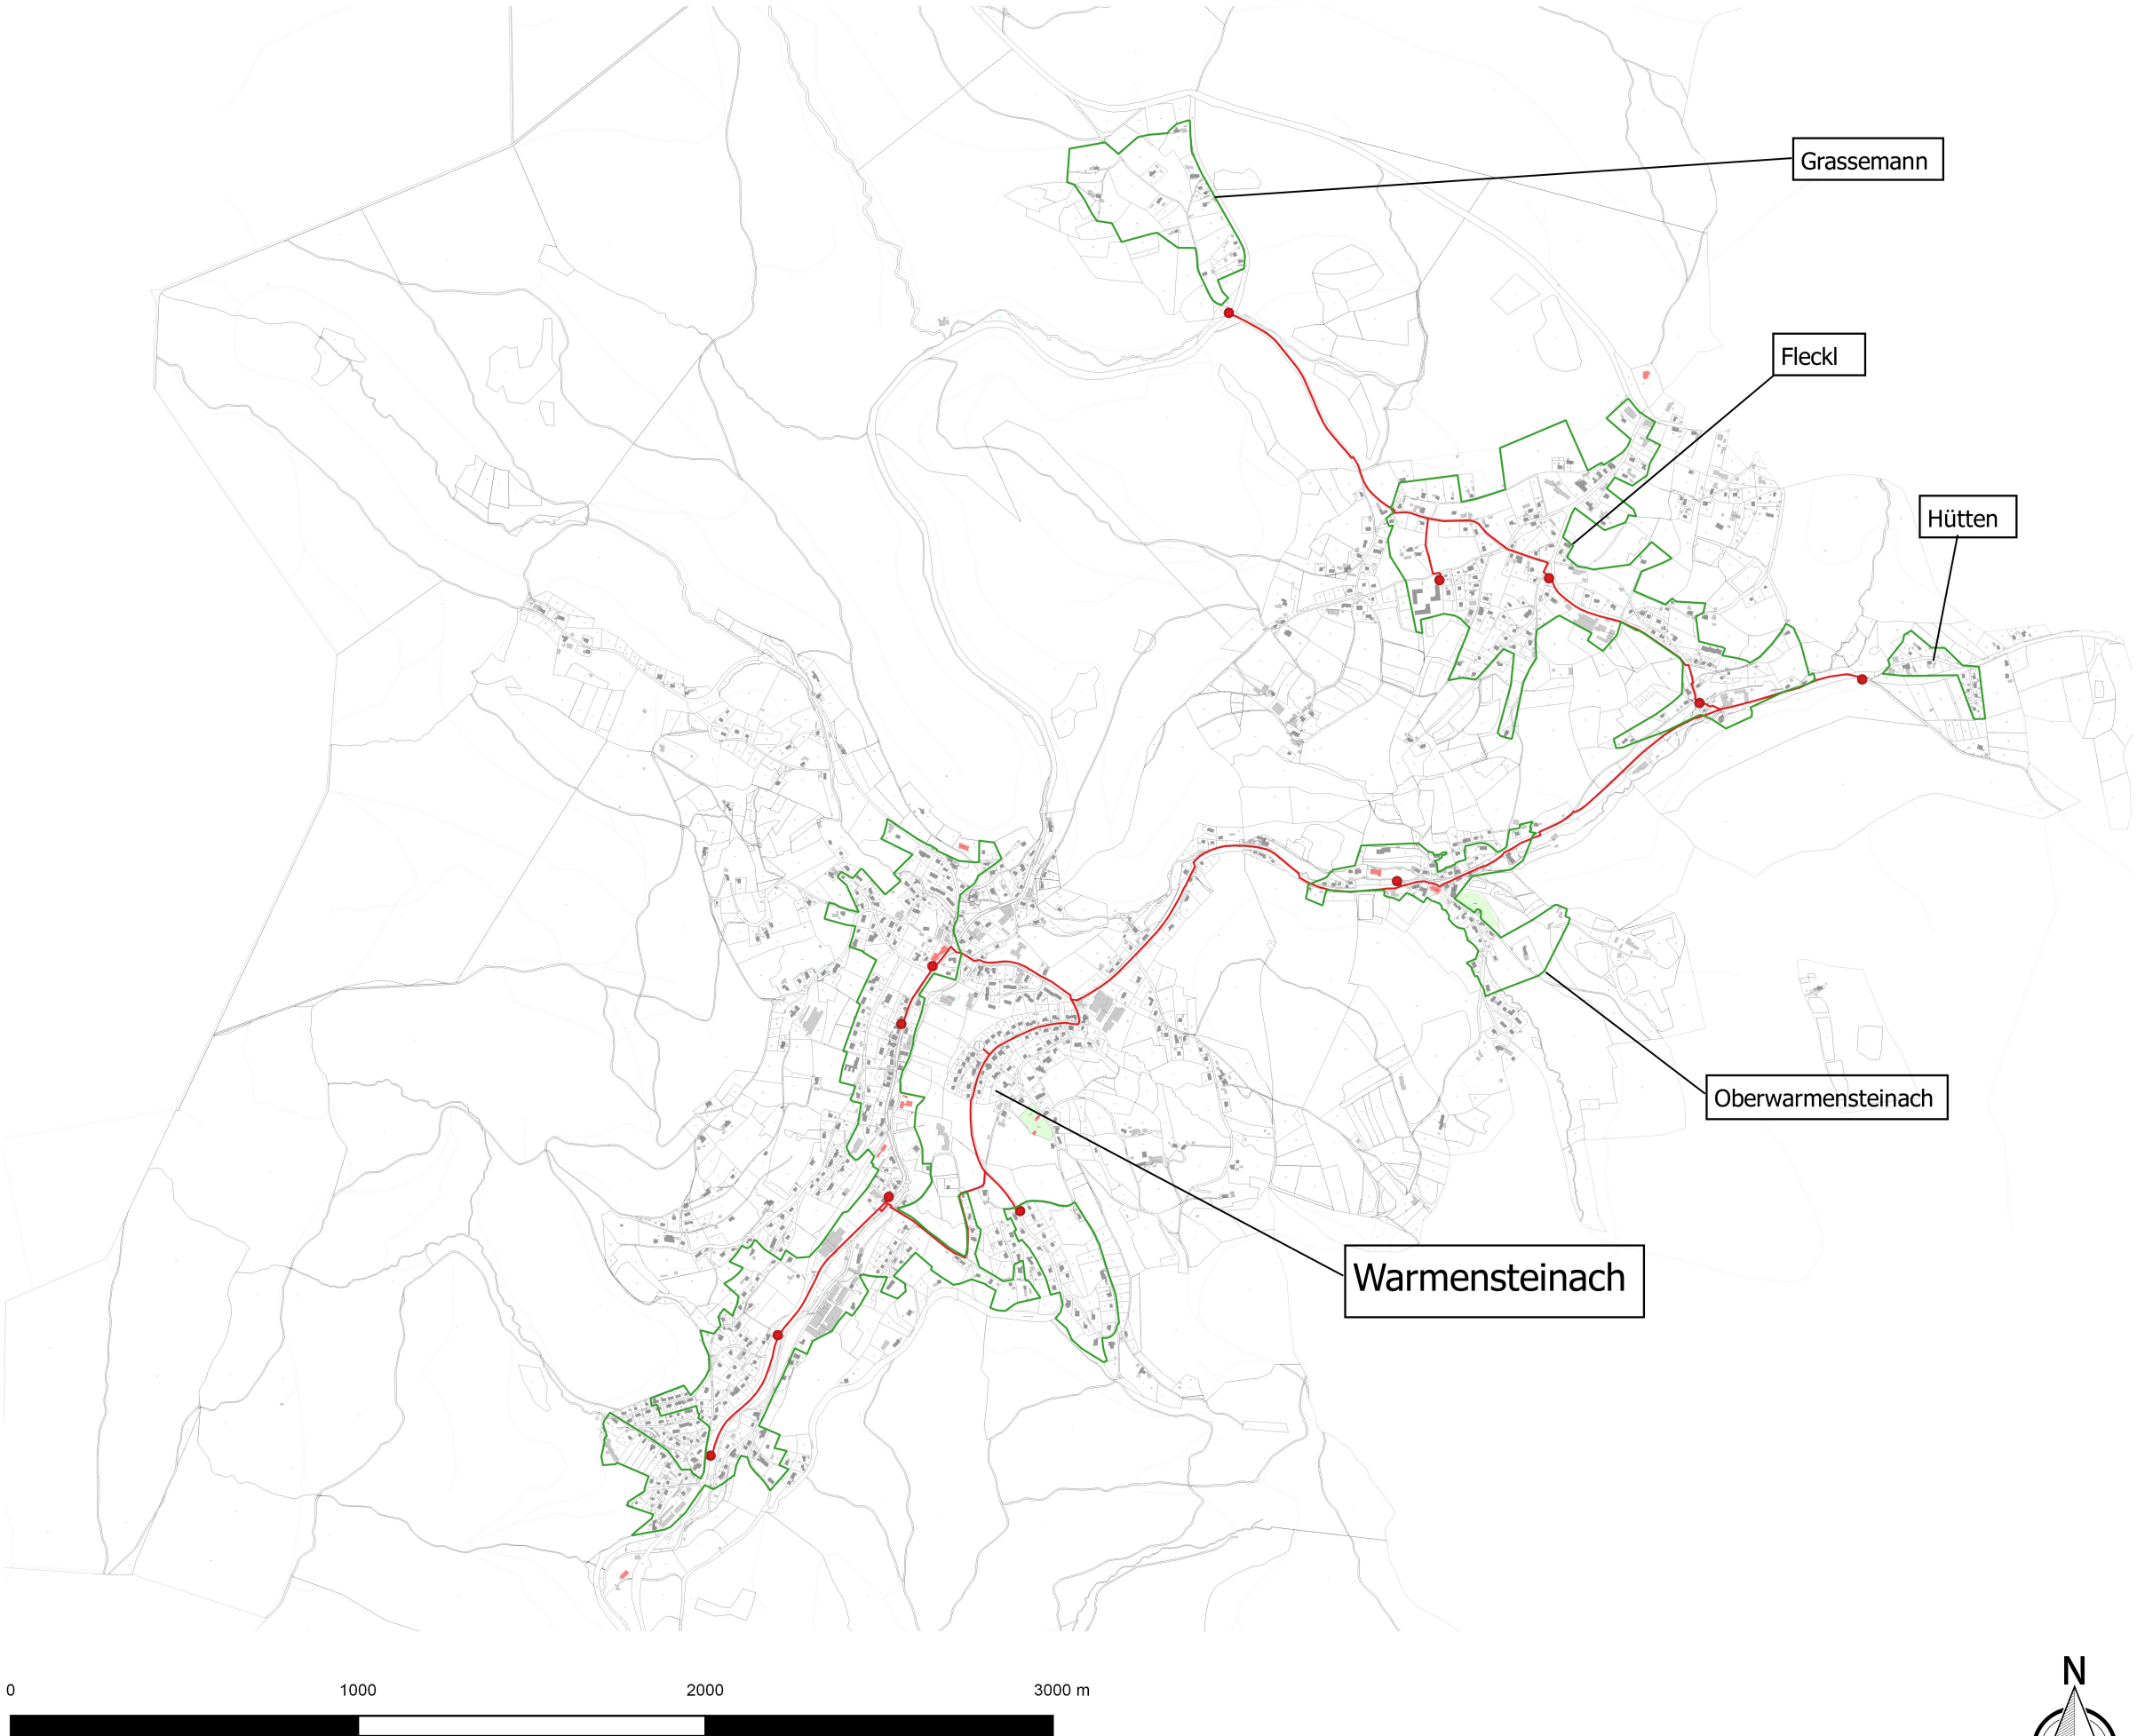 Grassemann
Fleckl
Hütten
Oberwarmensteinach
Warmensteinach
N
0 1000 2000 3000 m